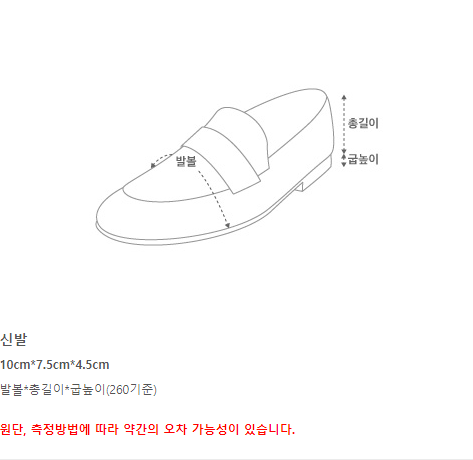 총길이
발볼
굽높이
신발
10cm*7.5cm*4.5cm
발볼*총길이*굽높이(260기준)
원단, 측정방법에 따라 약간의 오차 가능성이 있습니다.